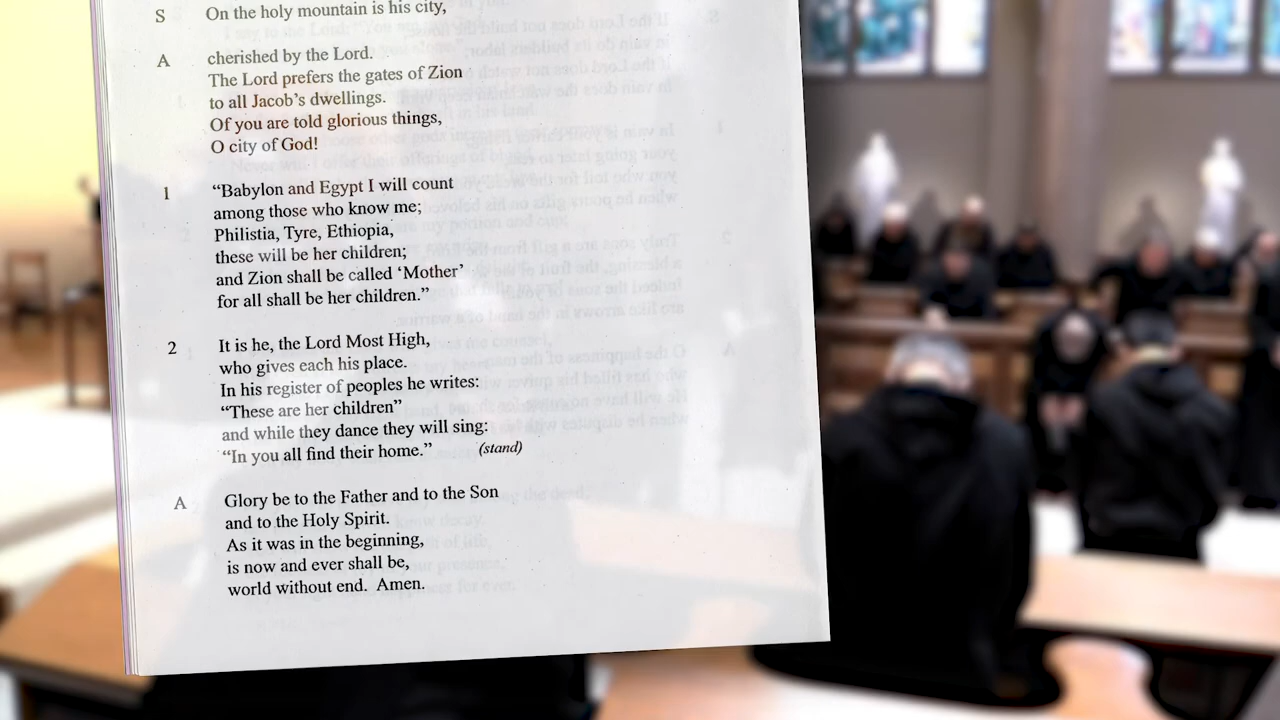 S On the holy mountain is his city,
A cherished by the Lord.
The Lord prefers the gates of Zion
to all Jacob’s dwellings.
Of you are told glorious things,
O city of God!
1 “Babylon and Egypt I will count
among those who know me;
Philistia, Tyre, Ethiopia,
these will be her children;
and Zion shall be called ‘Mother’
for all shall be her children.”
2 It is he, the Lord Most High,
who gives each his place.
In his register of peoples he writes:
“These are her children”
and while they dance they will sing:
“In you all find their home.” (stand)
A Glory be to the Father and to the Son
and to the Holy Spirit.
As it was in the beginning,
is now and ever shall be,
world without end. Amen.